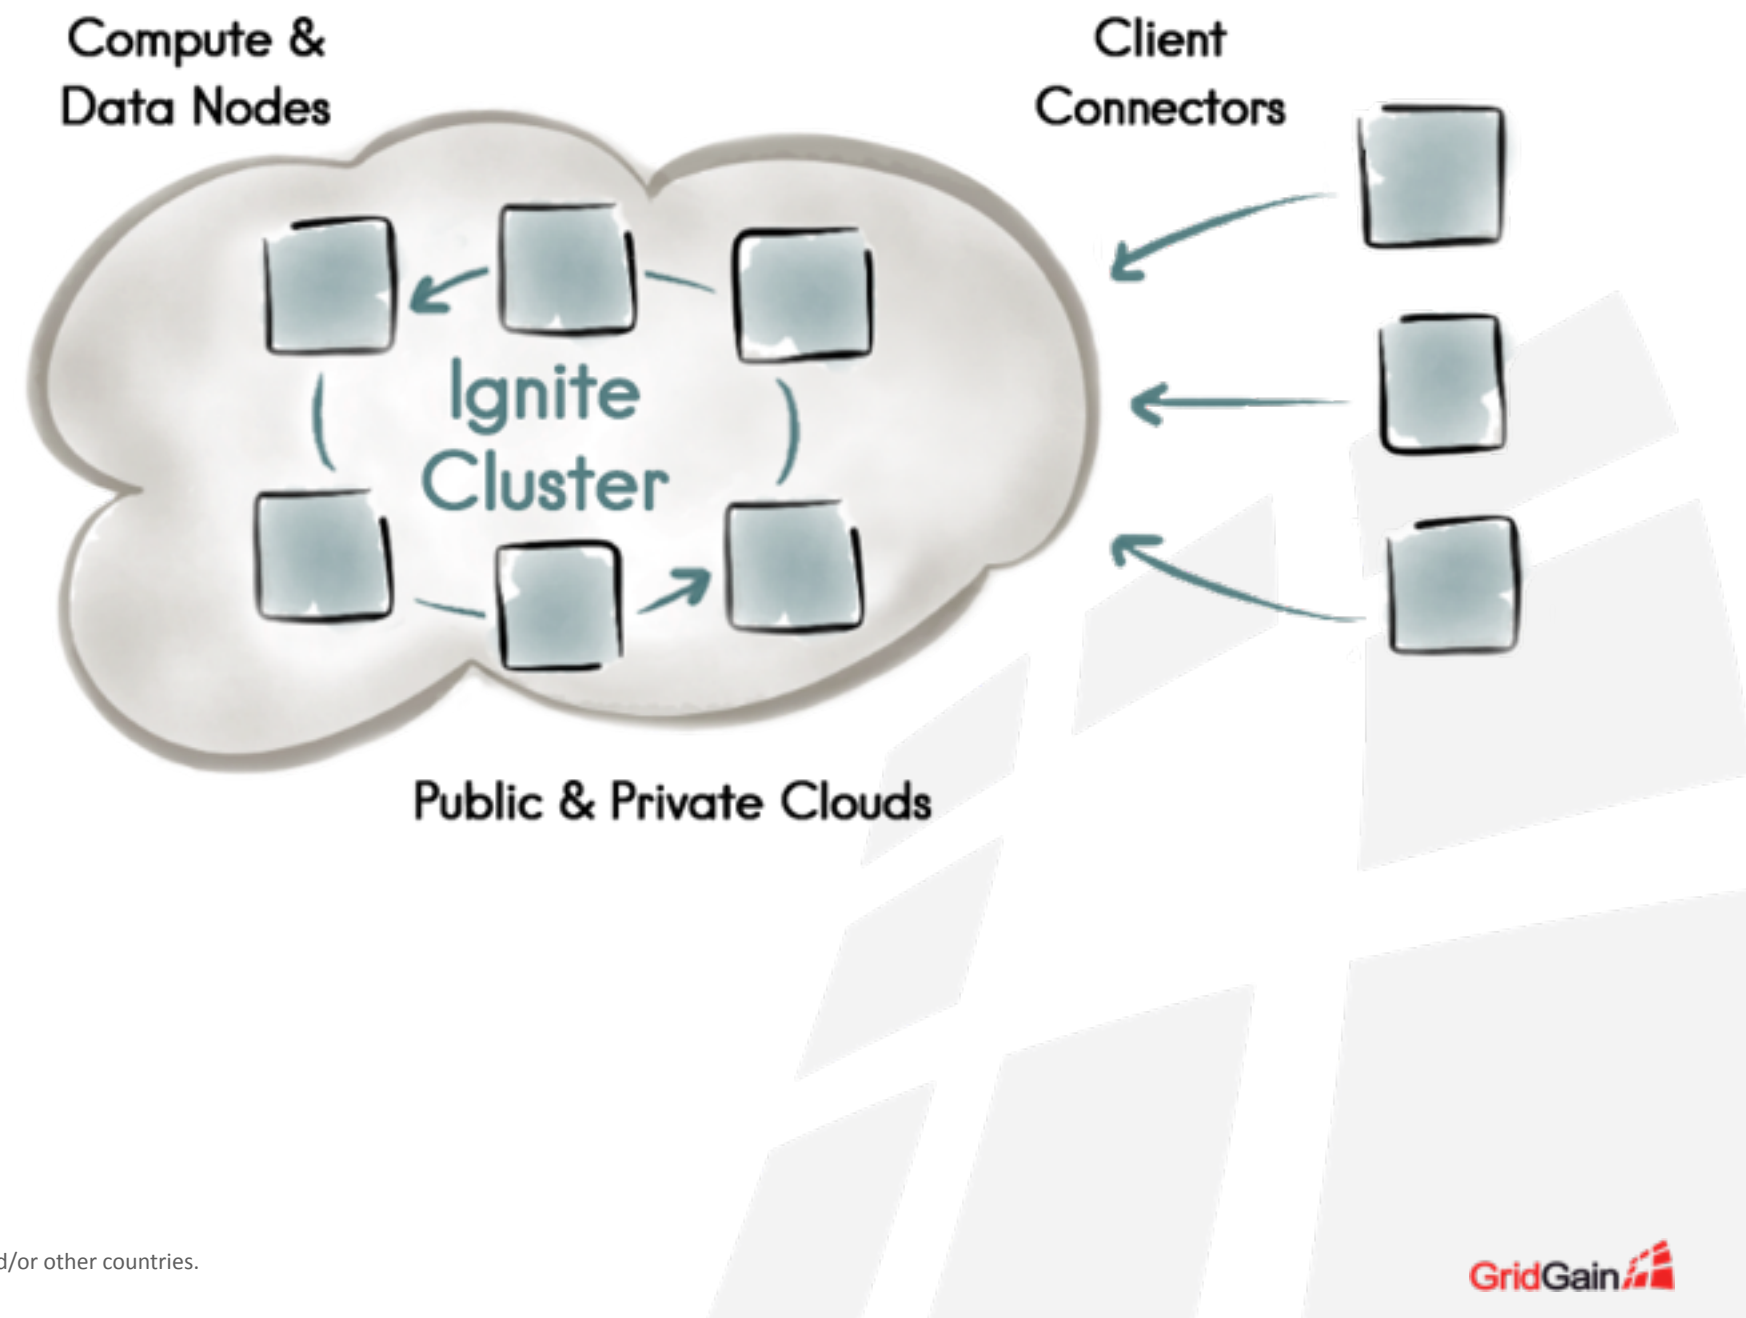 Compute &
Data Nodes
Client
Connectors
Ignite
Cluster
Public & Private Clouds
/or other countries.
GridGain